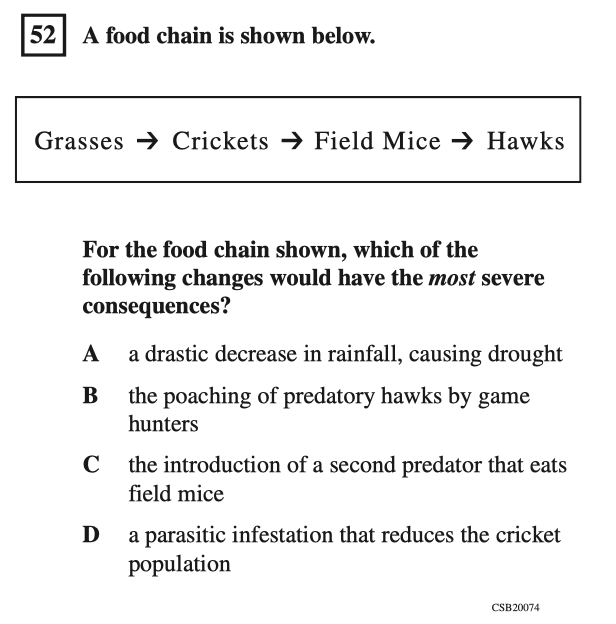 52 A food chain is shown below.
Grasses → Crickets → Field Mice → Hawks
For the food chain shown, which of the
following changes would have the most severe
consequences?
A a drastic decrease in rainfall, causing drought
B the poaching of predatory hawks by game
hunters
C the introduction of a second predator that eats
field mice
D a parasitic infestation that reduces the cricket
population
CSB20074